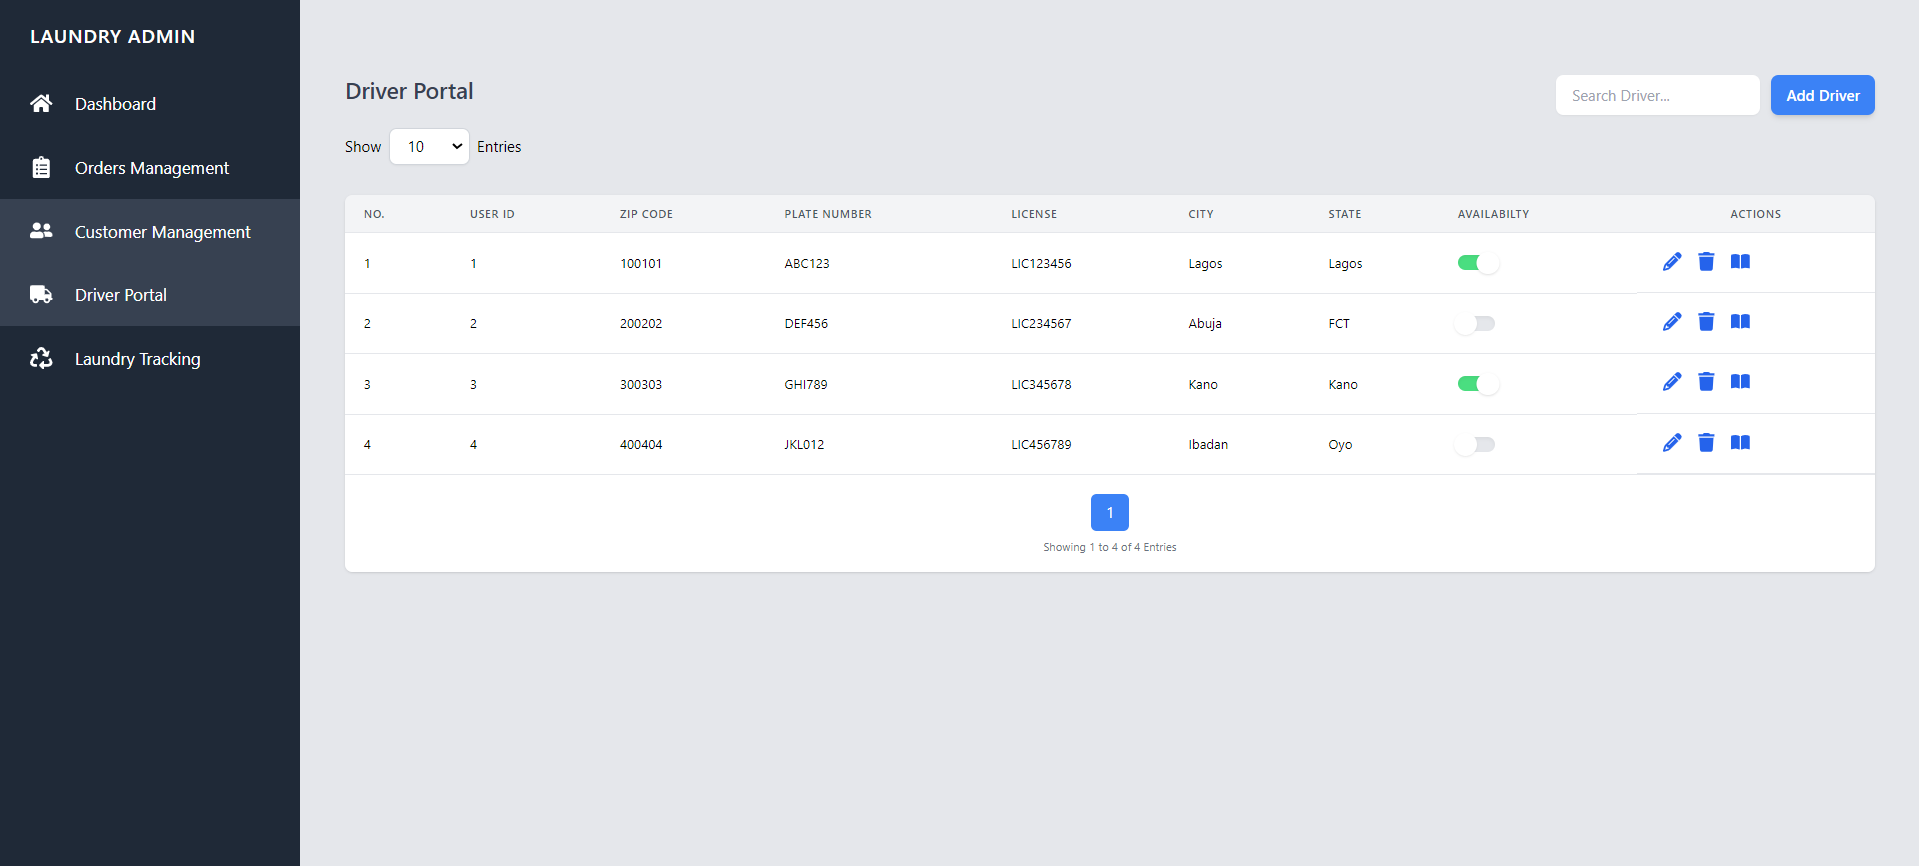 LAUNDRY ADMIN
Dashboard
Orders Management
Customer Management
Driver Portal
Laundry Tracking
Driver Portal
Search Driver...
Add Driver
Show 10 Entries
NO. USER ID ZIP CODE PLATE NUMBER LICENSE CITY STATE AVAILABILTY ACTIONS
1 1 100101 ABC123 LIC123456 Lagos Lagos
2 2 200202 DEF456 LIC234567 Abuja FCT
3 3 300303 GHI789 LIC345678 Kano Kano
4 4 400404 JKL012 LIC456789 Ibadan Oyo
1
Showing 1 to 4 of 4 Entries